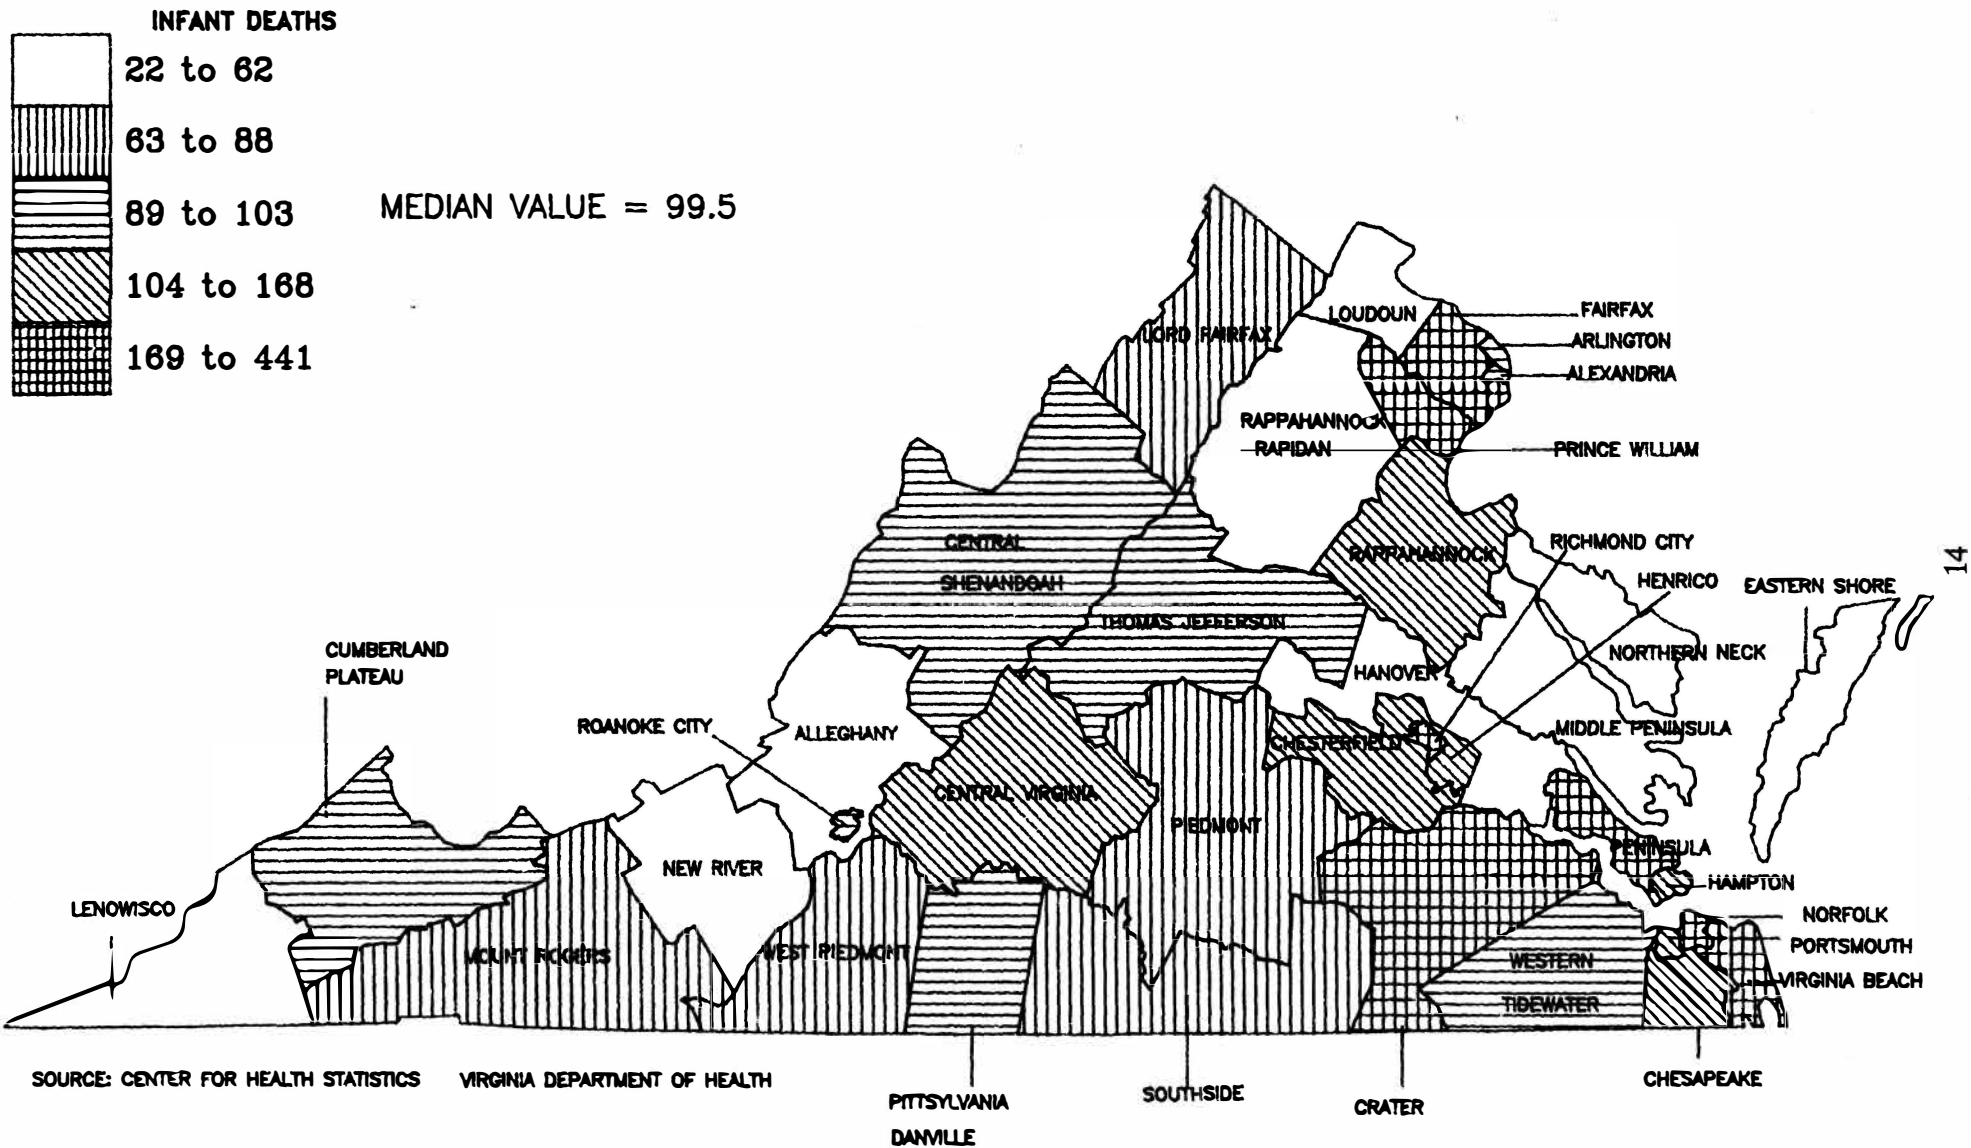 INFANT DEATHS
22 to 62
63 to 88
89 to 103
104 to 168
169 to 441
MEDIAN VALUE = 99.5
LOUDOUN
FAIRFAX
LORD FAIRFAX
ARLINGTON
ALEXANDRIA
RAPPAHANNOCK
RAPIDAN
PRINCE WILLIAM
CENTRAL
SHENANDOAH
RAPPAHANNOCK
RICHMOND CITY
HENRICO
EASTERN SHORE
14
THOMAS JEFFERSON
CUMBERLAND
PLATEAU
NORTHERN NECK
HANOVER
ROANOKE CITY
ALLEGHANY
MIDDLE PENINSULA
CHESTERFIELD
CENTRAL VIRGINIA
PIEDMONT
PENINSULA
NEW RIVER
HAMPTON
LENOWISCO
NORFOLK
PORTSMOUTH
MOUNT ROGERS
WEST PIEDMONT
WESTERN
TIDEWATER
VIRGINIA BEACH
SOURCE: CENTER FOR HEALTH STATISTICS VIRGINIA DEPARTMENT OF HEALTH
CHESAPEAKE
PITTSYLVANIA
DANVILLE
SOUTHSIDE
CRATER